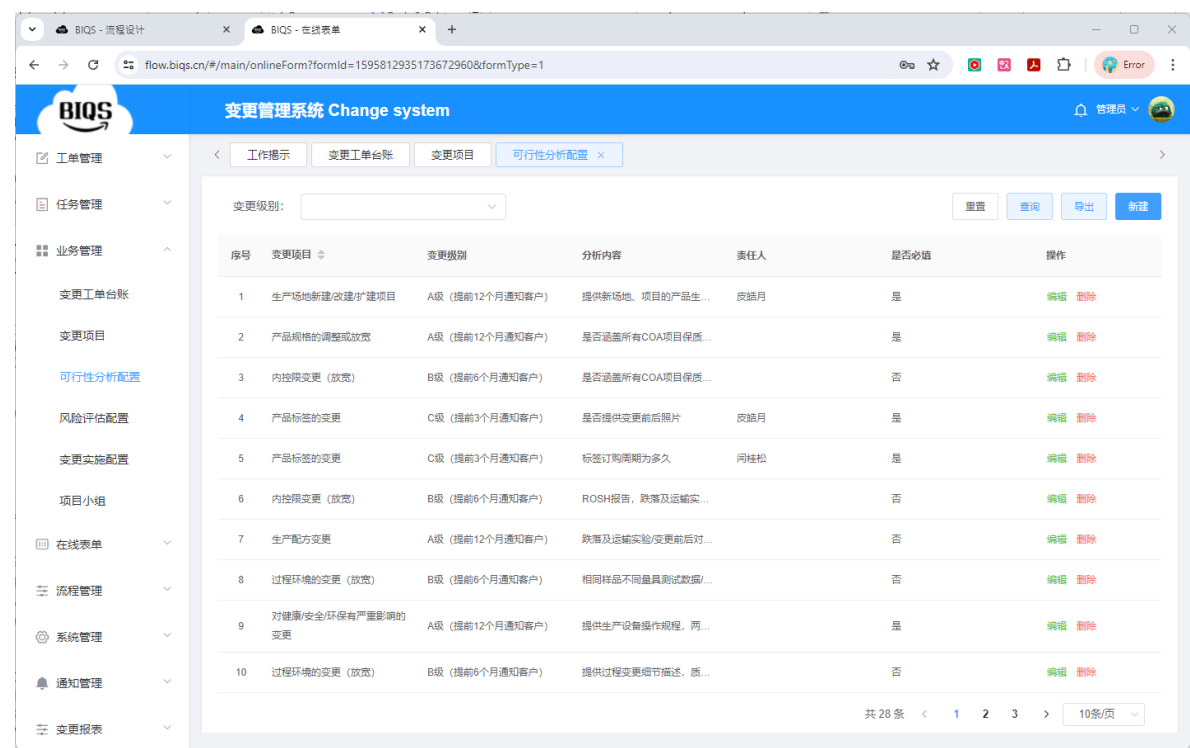 BIQS - 流程设计
BIQS - 在线表单
flow.biqs.cn/#/main/onlineForm?formId=1595812935173672960&formType=1
Error
BIQS
变更管理系统 Change system
管理员
工单管理
任务管理
业务管理
变更工单台账
变更项目
可行性分析配置
风险评估配置
变更实施配置
项目小组
在线表单
流程管理
系统管理
通知管理
变更报表
工作揭示 变更工单台账 变更项目 可行性分析配置
变更级别: 重置 查询 导出 新建
序号 变更项目 变更级别 分析内容 责任人 是否必填 操作
1 生产场地新建/改建/扩建项目 A级（提前12个月通知客户） 提供新场地、项目的产品生... 皮皓月 是 编辑 删除
2 产品规格的调整或放宽 A级（提前12个月通知客户） 是否涵盖所有COA项目保质... 是 编辑 删除
3 内控限变更（放宽） B级（提前6个月通知客户） 是否涵盖所有COA项目保质... 否 编辑 删除
4 产品标签的变更 C级（提前3个月通知客户） 是否提供变更前后照片 皮皓月 是 编辑 删除
5 产品标签的变更 C级（提前3个月通知客户） 标签订购周期为多久 闫桂松 是 编辑 删除
6 内控限变更（放宽） B级（提前6个月通知客户） ROSH报告，跌落及运输实... 否 编辑 删除
7 生产配方变更 A级（提前12个月通知客户） 跌落及运输实验/变更前后对... 否 编辑 删除
8 过程环境的变更（放宽） B级（提前6个月通知客户） 相同样品不同量具测试数据/... 否 编辑 删除
9 对健康/安全/环保有严重影响的变更 A级（提前12个月通知客户） 提供生产设备操作规程，两... 是 编辑 删除
10 过程环境的变更（放宽） B级（提前6个月通知客户） 提供过程变更细节描述，质... 否 编辑 删除
共 28 条 1 2 3 10条/页